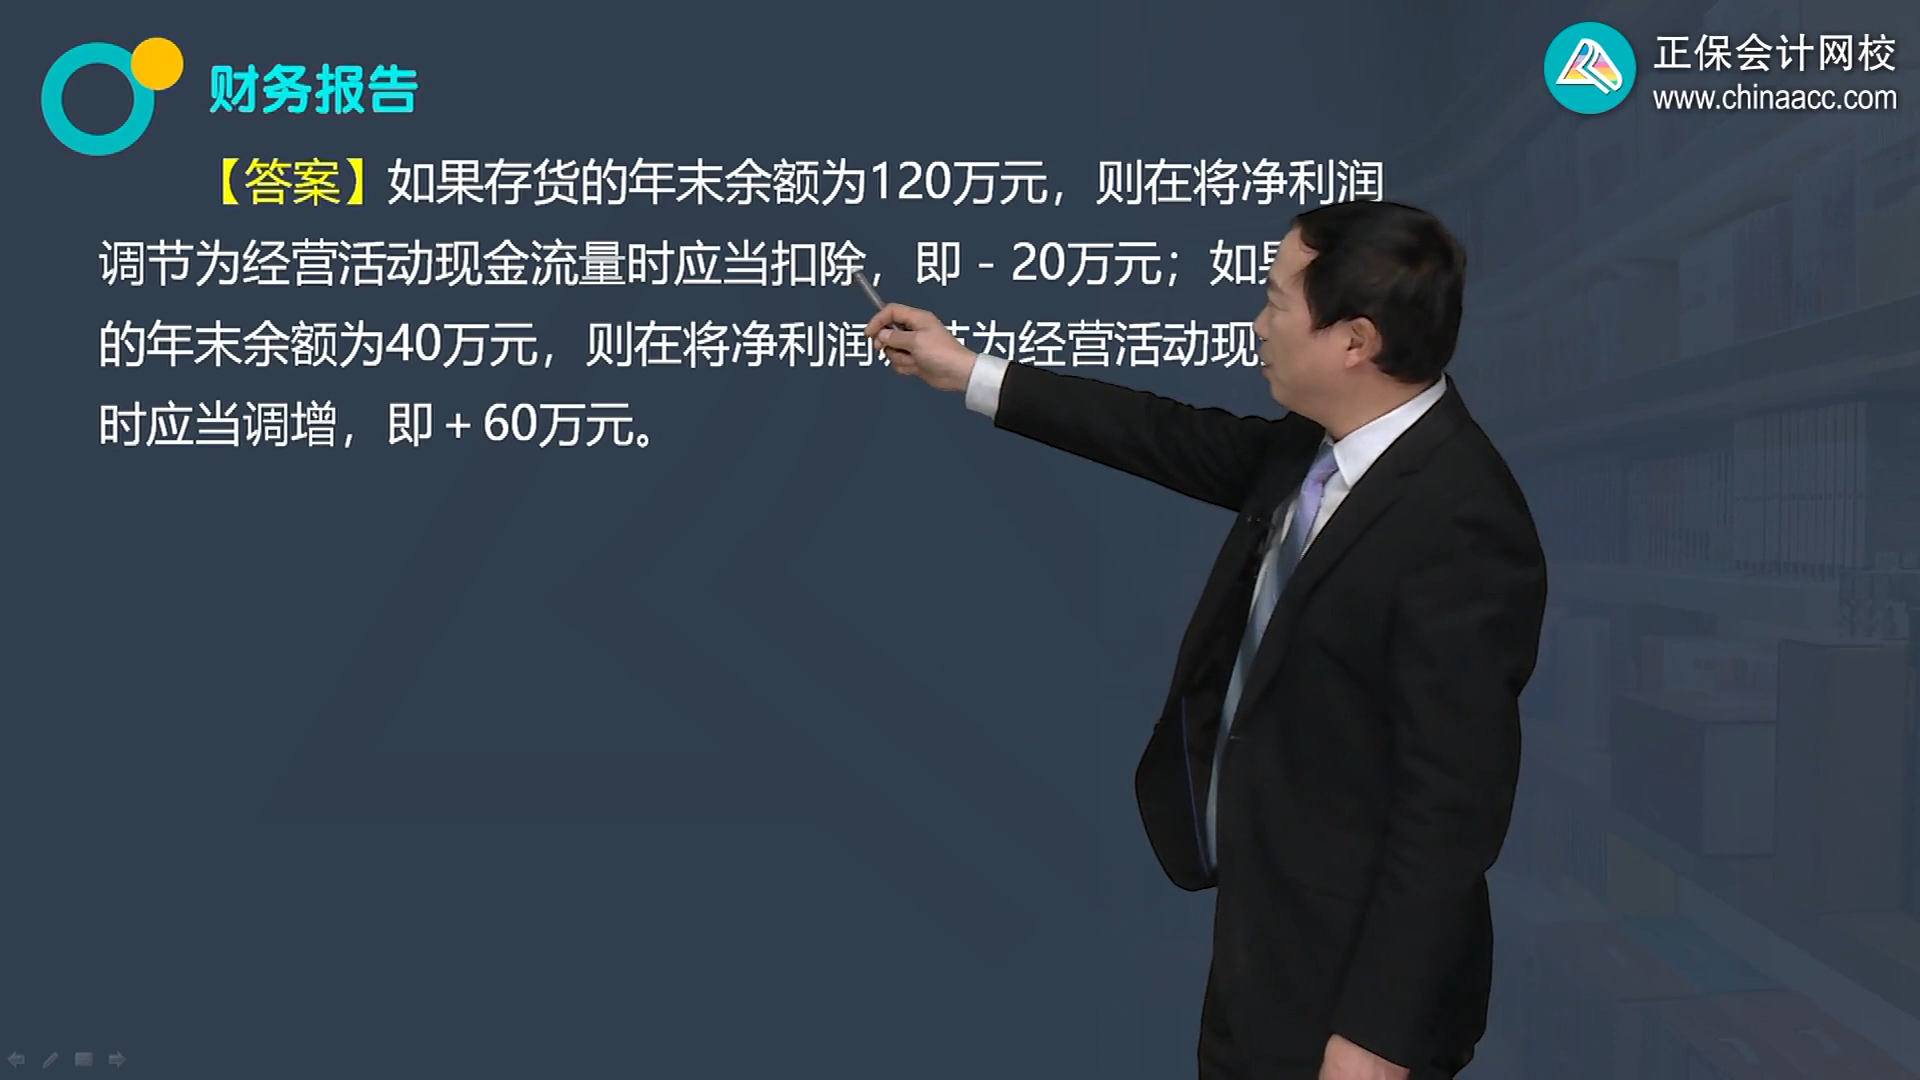 财务报告
正保会计网校
www.chinaacc.com
【答案】如果存货的年末余额为120万元，则在将净利润
调节为经营活动现金流量时应当扣除，即－20万元；如
的年末余额为40万元，则在将净利润 为经营活动现
时应当调增，即＋60万元。